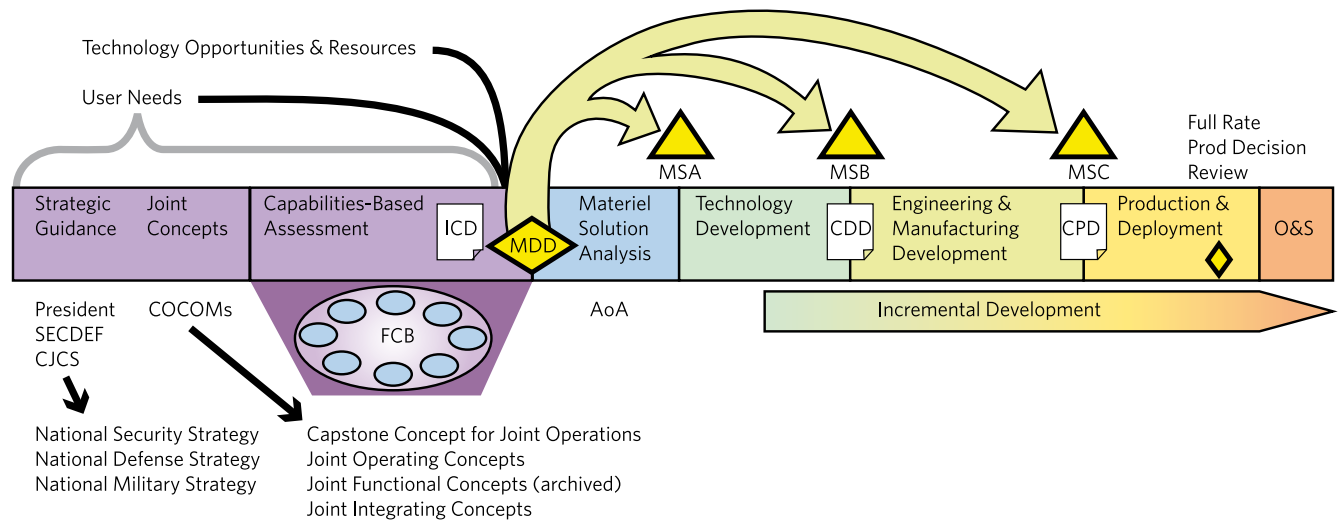 Technology Opportunities & Resources
User Needs
MSA
MSB
MSC
Full Rate
Prod Decision
Review
Strategic
Guidance
Joint
Concepts
Capabilities-Based
Assessment
ICD
MDD
Materiel
Solution
Analysis
Technology
Development
CDD
Engineering &
Manufacturing
Development
CPD
Production &
Deployment
O&S
President
SECDEF
CJCS
COCOMs
FCB
AoA
Incremental Development
National Security Strategy
National Defense Strategy
National Military Strategy
Capstone Concept for Joint Operations
Joint Operating Concepts
Joint Functional Concepts (archived)
Joint Integrating Concepts